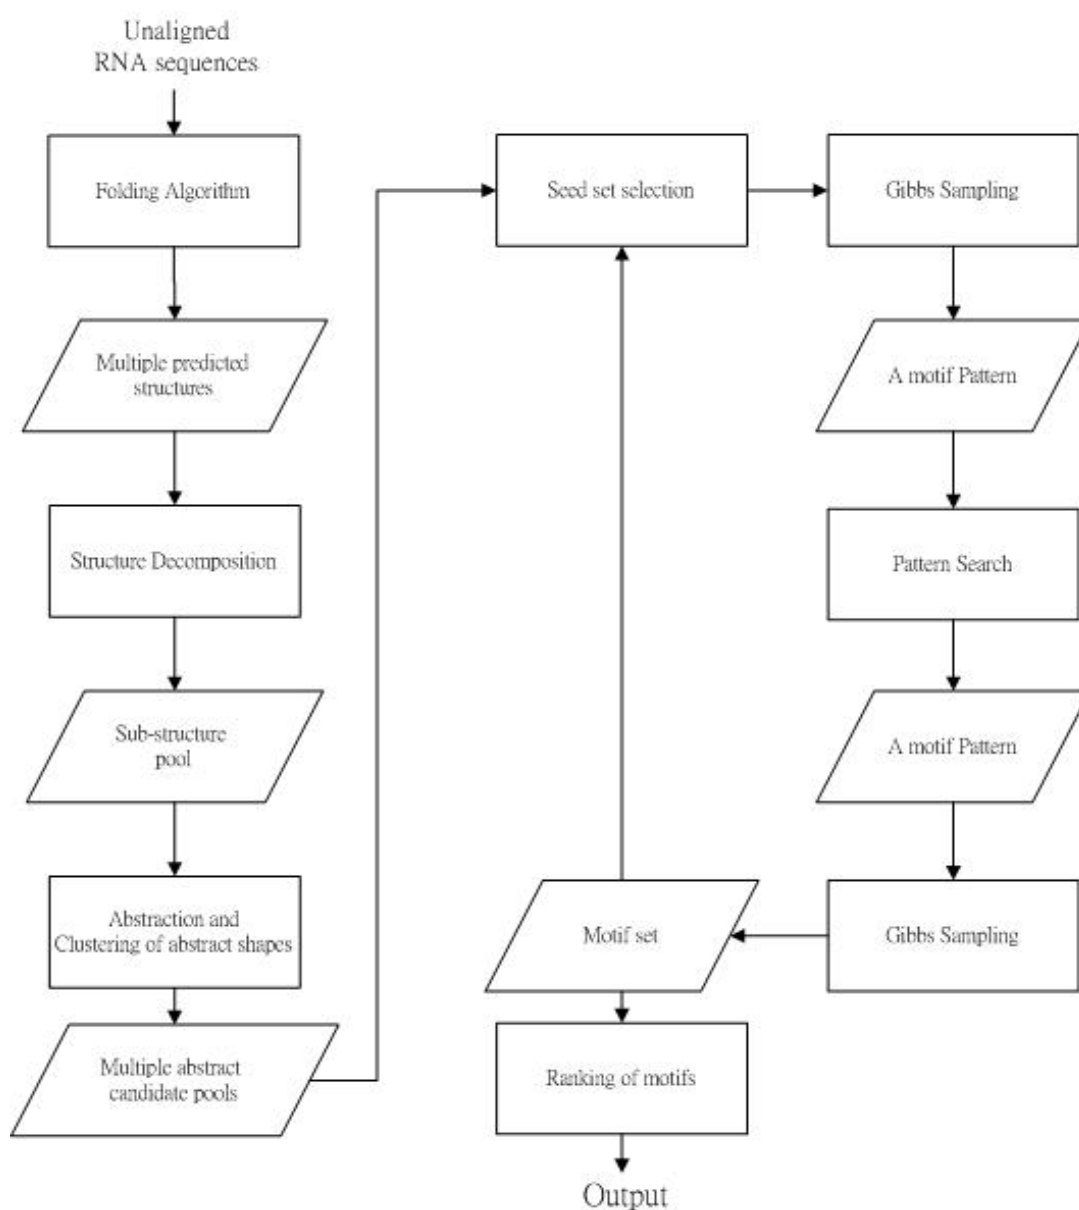 Unaligned
RNA sequences
Folding Algorithm
Multiple predicted
structures
Structure Decomposition
Sub-structure
pool
Abstraction and
Clustering of abstract shapes
Multiple abstract
candidate pools
Seed set selection
Gibbs Sampling
A motif Pattern
Pattern Search
A motif Pattern
Gibbs Sampling
Motif set
Ranking of motifs
Output